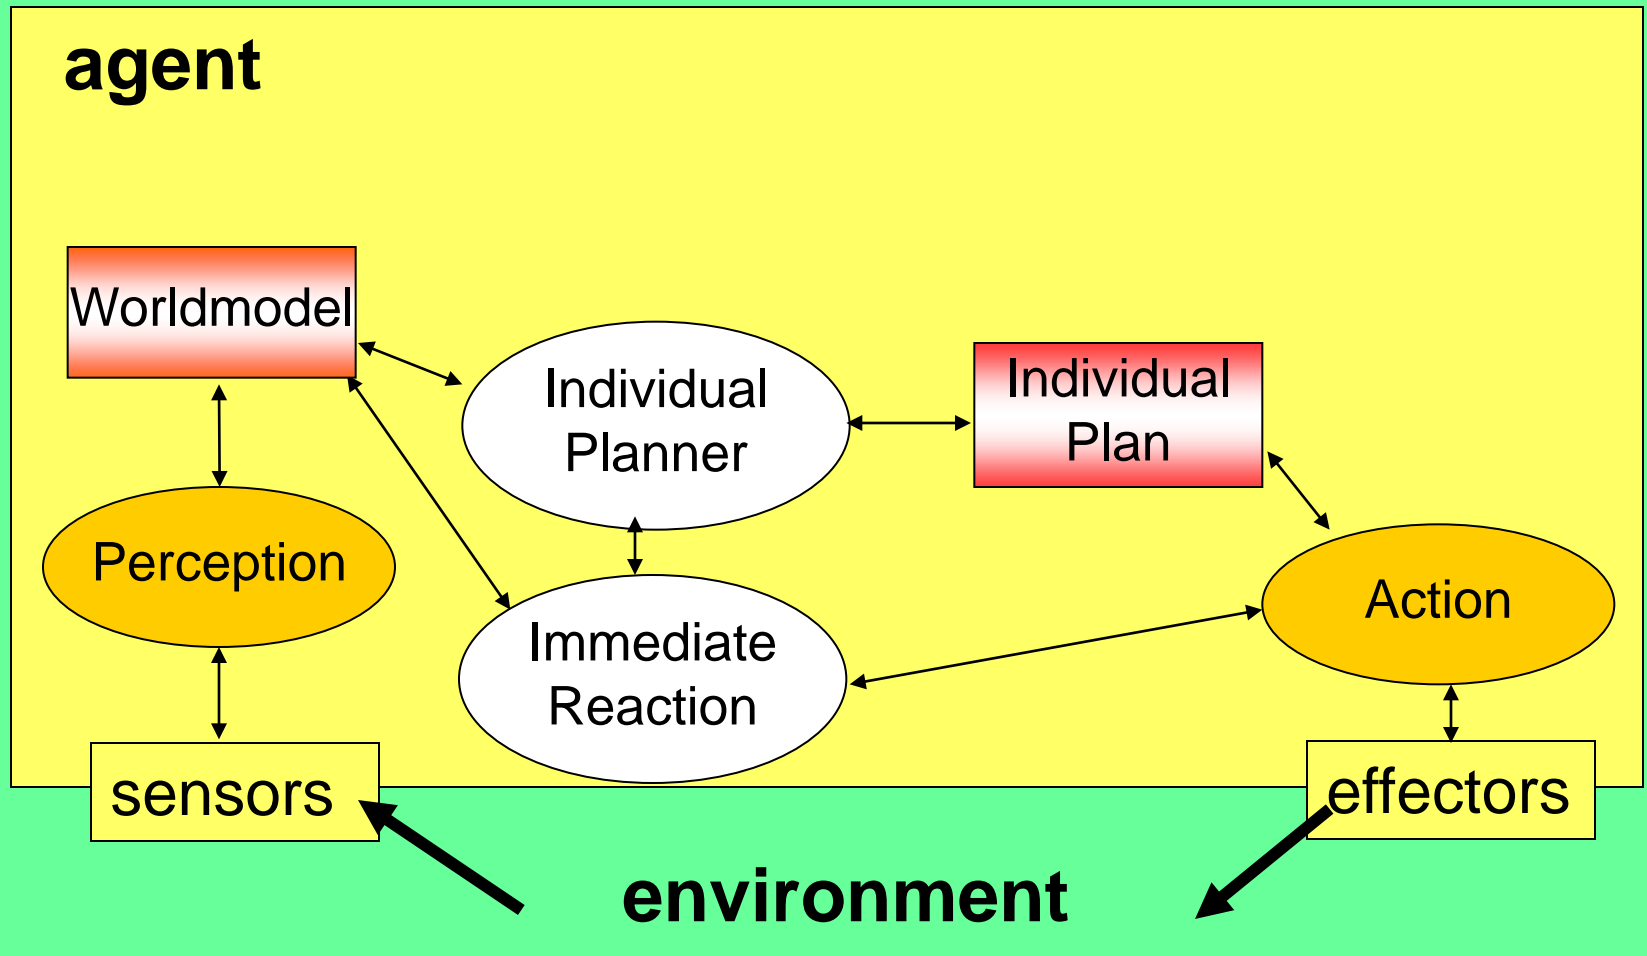 agent
Worldmodel
Individual
Planner
Individual
Plan
Perception
Action
Immediate
Reaction
sensors
effectors
environment